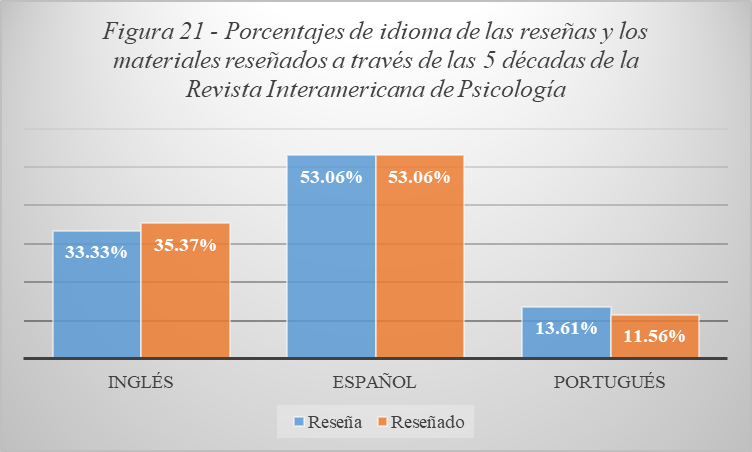 Figura 21 - Porcentajes de idioma de las reseñas y los
materiales reseñados a través de las 5 décadas de la
Revista Interamericana de Psicología
33.33%
35.37%
53.06%
53.06%
13.61%
11.56%
INGLÉS
ESPAÑOL
PORTUGUÉS
Reseña
Reseñado